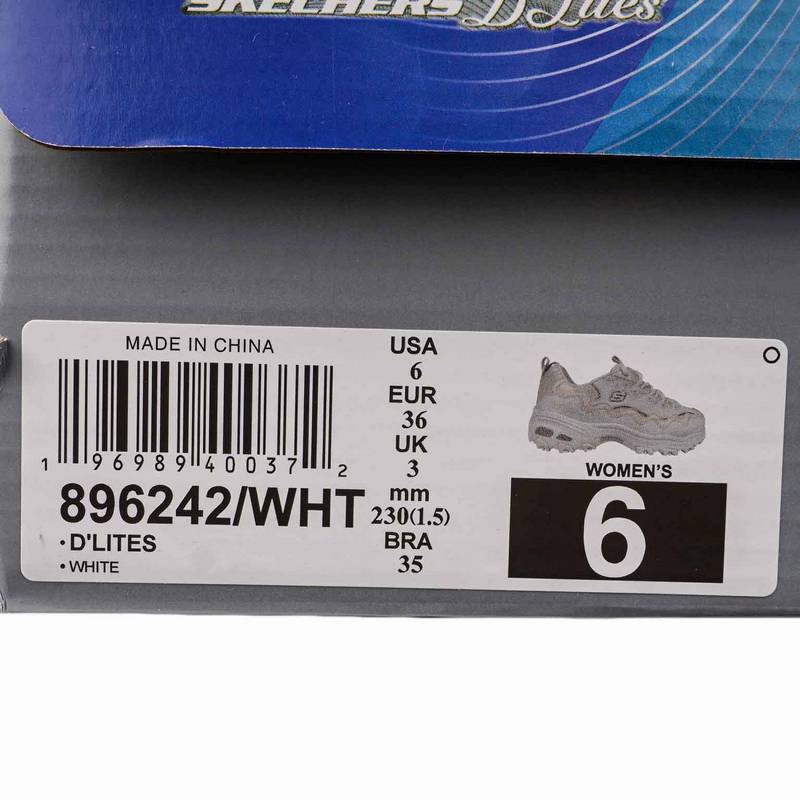 SKECHERS D'Lites
MADE IN CHINA
1 96989 40037 2
896242/WHT
• D'LITES
• WHITE
USA
6
EUR
36
UK
3
mm
230(1.5)
BRA
35
S
WOMEN'S
6